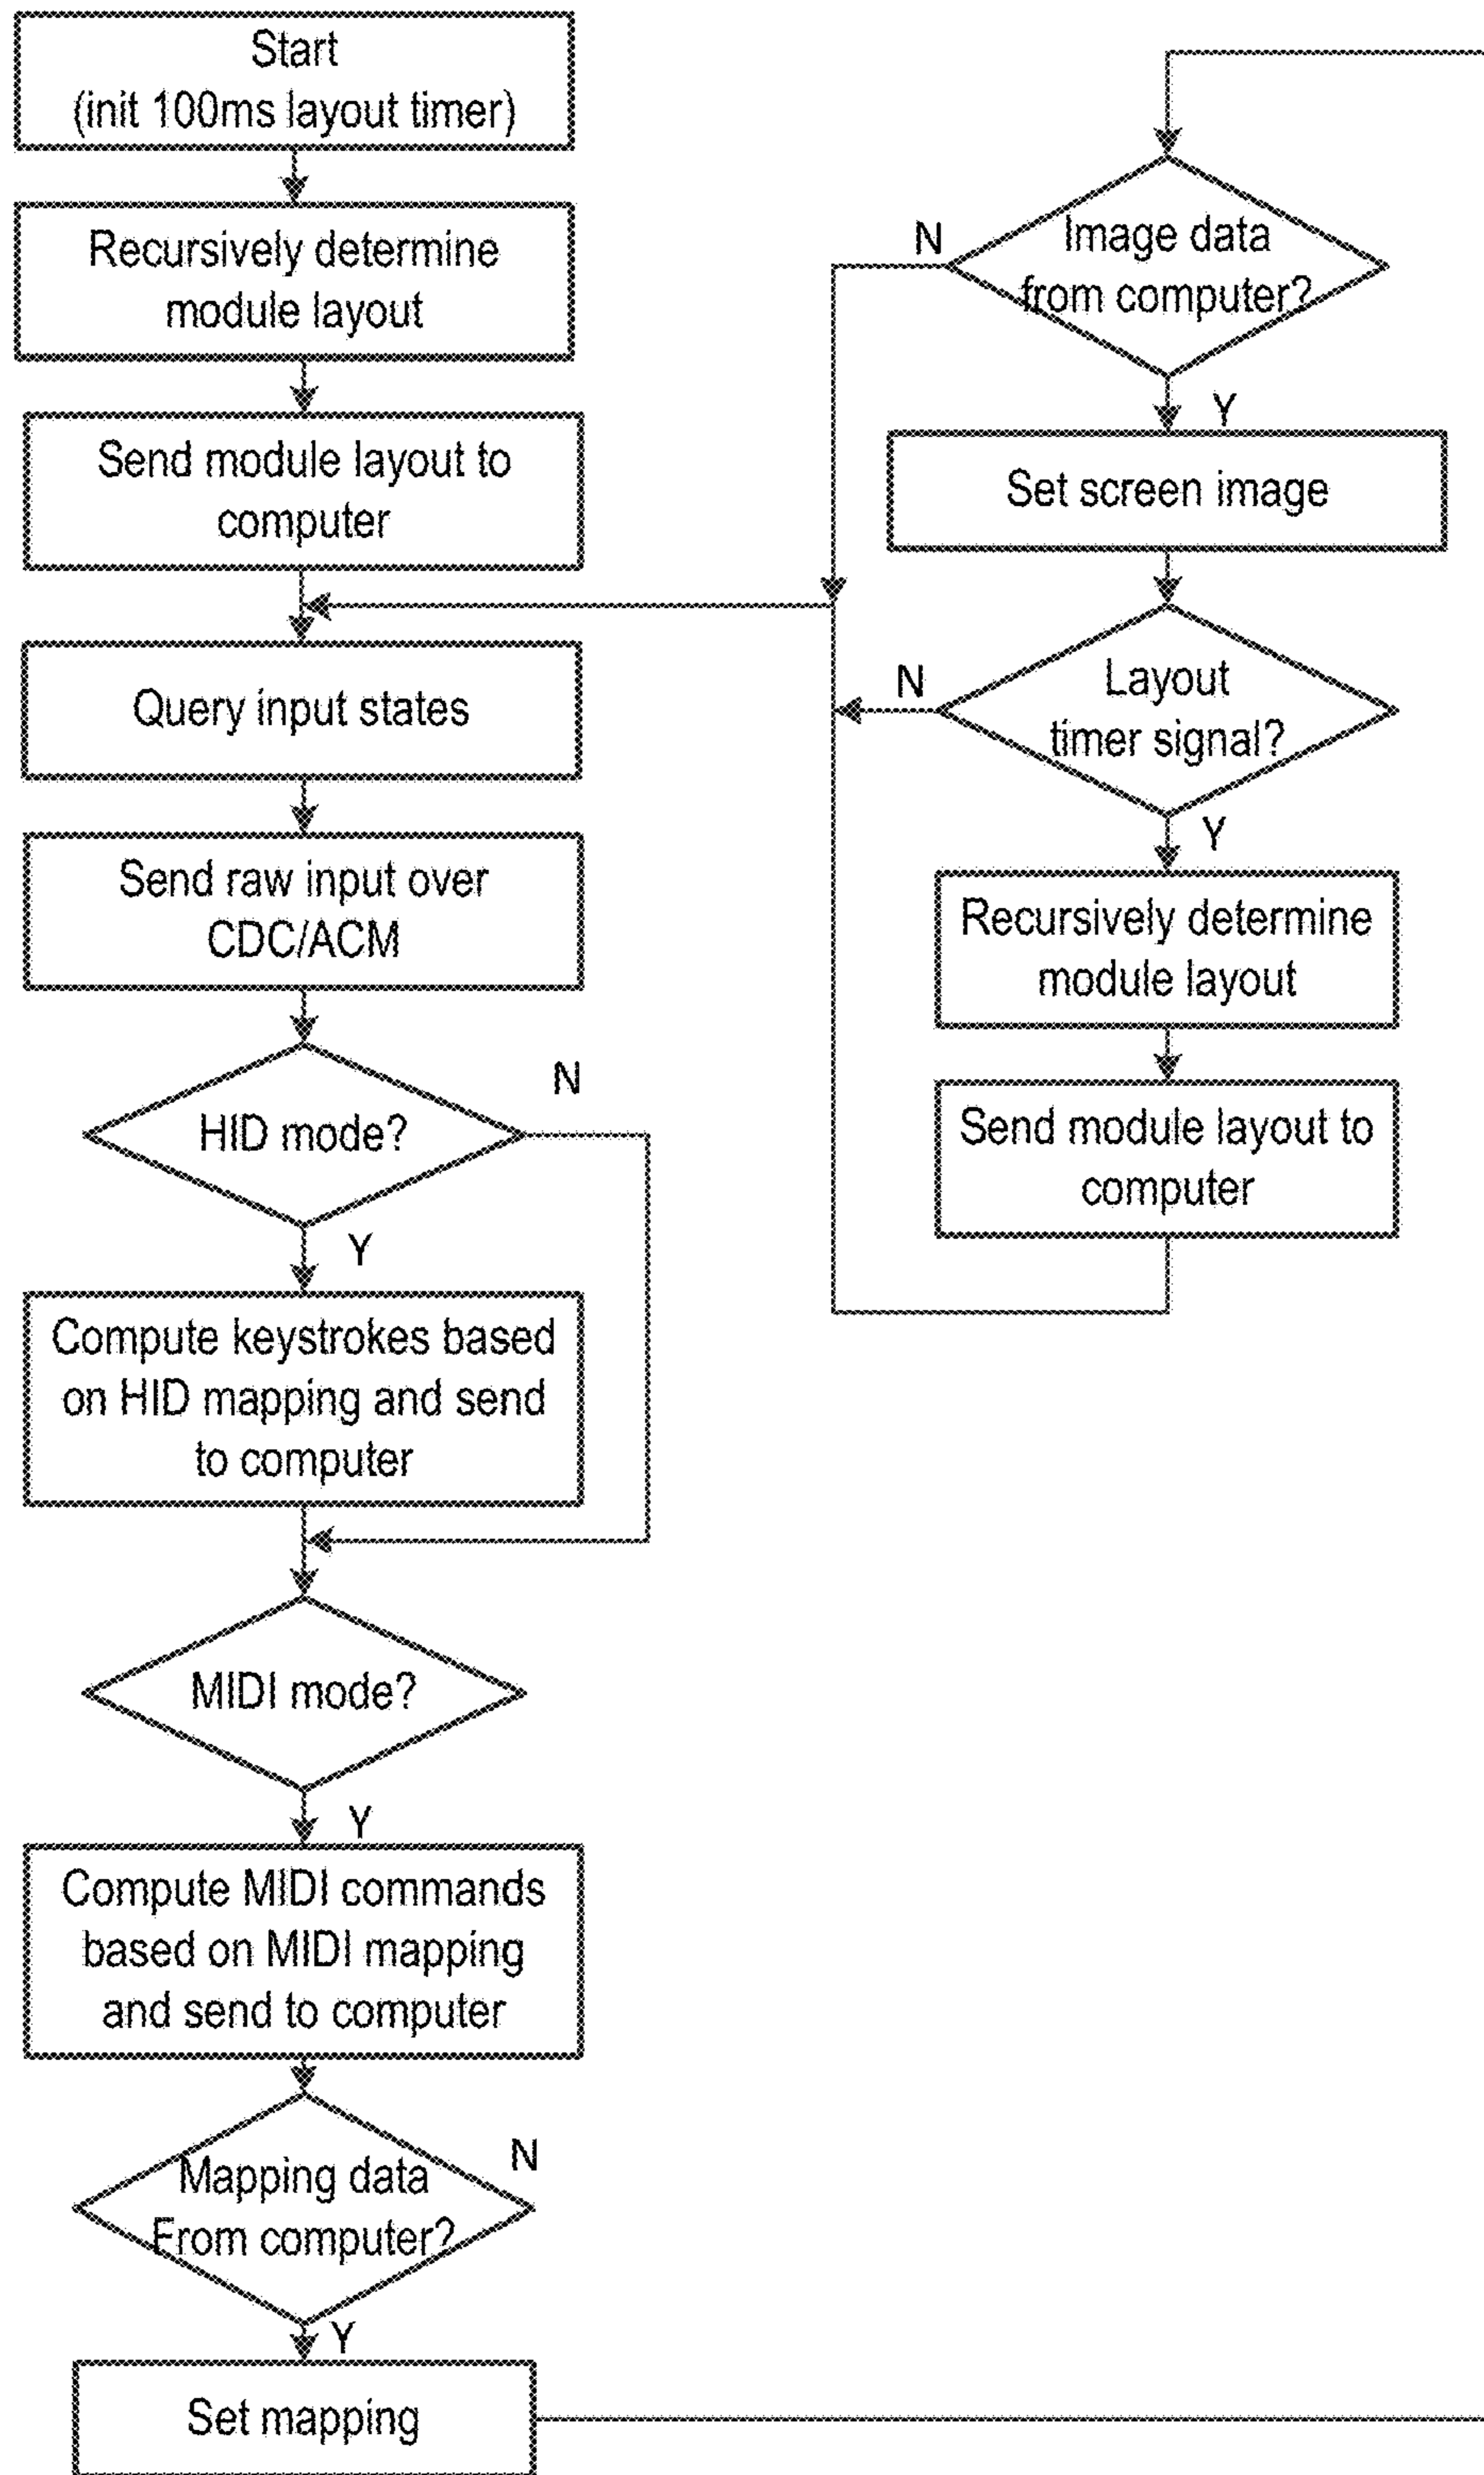 Start
(init 100ms layout timer)
Recursively determine
module layout
Send module layout to
computer
Query input states
Send raw input over
CDC/ACM
HID mode?
N
Y
Compute keystrokes based
on HID mapping and send
to computer
MIDI mode?
Y
Compute MIDI commands
based on MIDI mapping
and send to computer
Mapping data
From computer?
N
Y
Set mapping
Image data
from computer?
N
Y
Set screen image
Layout
timer signal?
N
Y
Recursively determine
module layout
Send module layout to
computer